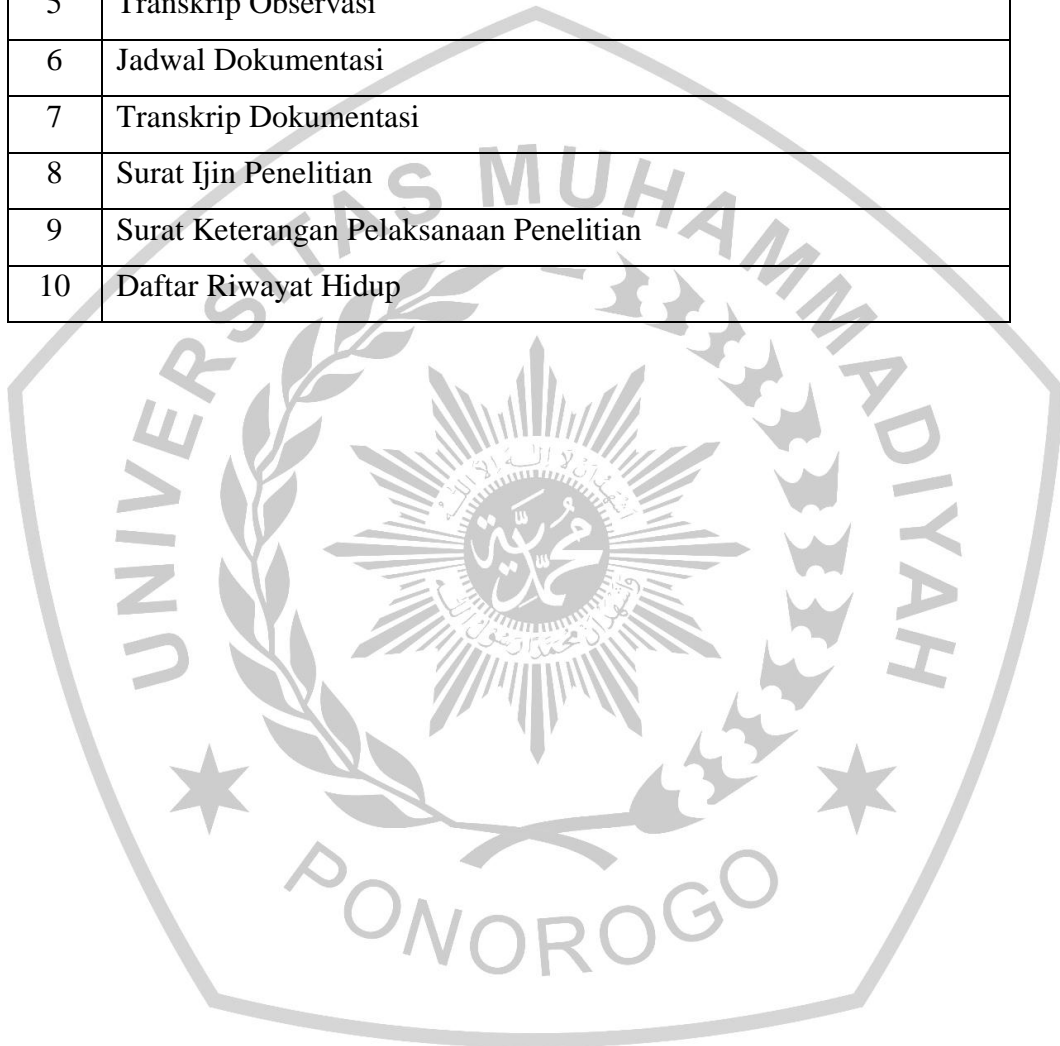 5 Transkrip Observasi
6 Jadwal Dokumentasi
7 Transkrip Dokumentasi
8 Surat Ijin Penelitian
9 Surat Keterangan Pelaksanaan Penelitian
10 Daftar Riwayat Hidup
UNIVERSITAS MUHAMMADIYAH
PONOROGO
محمدية